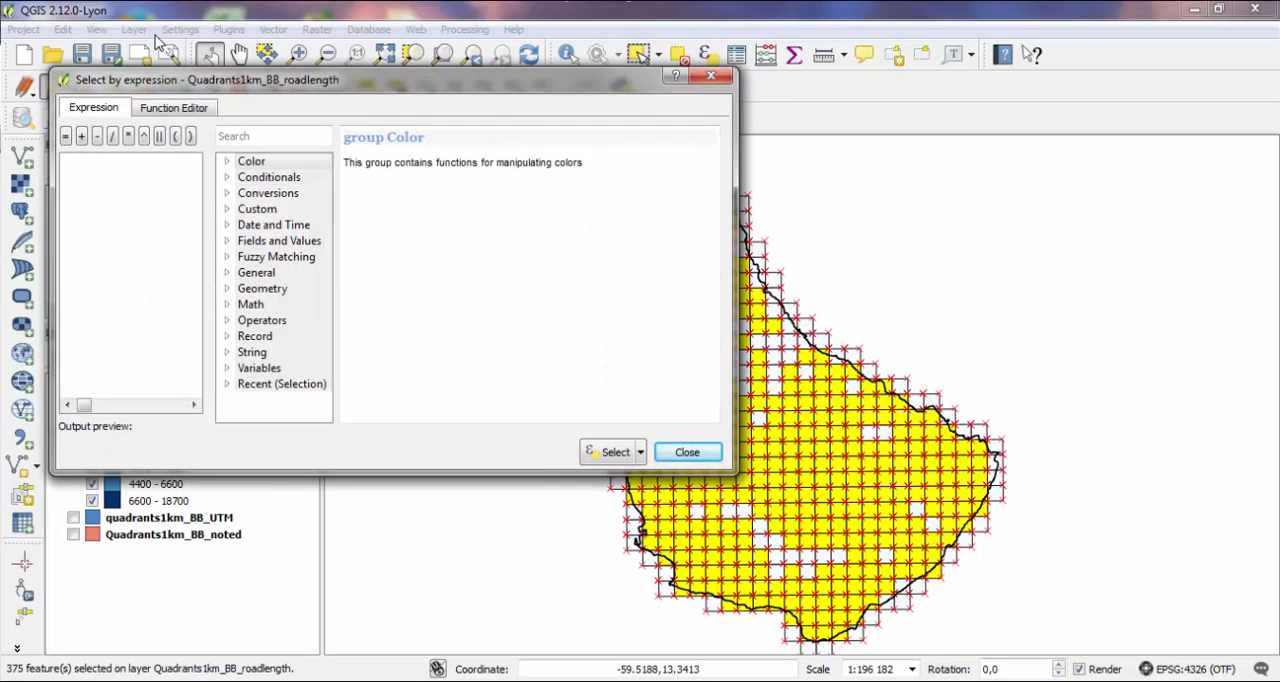 QGIS 2.12.0-Lyon
Project Edit View Layer Settings Plugins Vector Raster Database Web Processing Help
Select by expression - Quadrants1km_BB_roadlength
Expression Function Editor
= + - / * ^ || ( )
Search
group Color
This group contains functions for manipulating colors
Color
Conditionals
Conversions
Custom
Date and Time
Fields and Values
Fuzzy Matching
General
Geometry
Math
Operators
Record
String
Variables
Recent (Selection)
Output preview:
Select Close
4400 - 6600
6600 - 18700
quadrants1km_BB_UTM
Quadrants1km_BB_noted
375 feature(s) selected on layer Quadrants1km_BB_roadlength.
Coordinate: -59.5188,13.3413 Scale 1:196 182 Rotation: 0,0 Render EPSG:4326 (OTF)